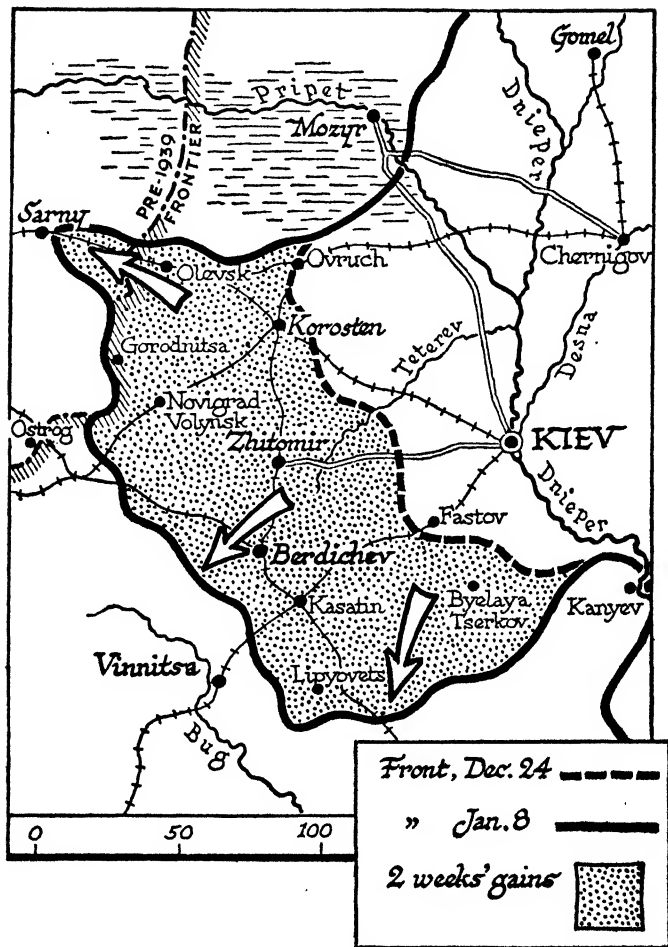 Gomel
Pripet
Dnieper
Mozyr
PRE-1939
FRONTIER
Sarny
Olevsk
Ovruch
Chernigov
Korosten
Gorodnitsa
Teterev
Desna
Novigrad
Volynsk
Ostrog
Zhitomir
KIEV
Dnieper
Fastov
Berdichev
Kasatin
Byelaya
Tserkov
Kanyev
Vinnitsa
Lipyovets
Bug
Front, Dec. 24
" Jan. 8
2 weeks' gains
0 50 100